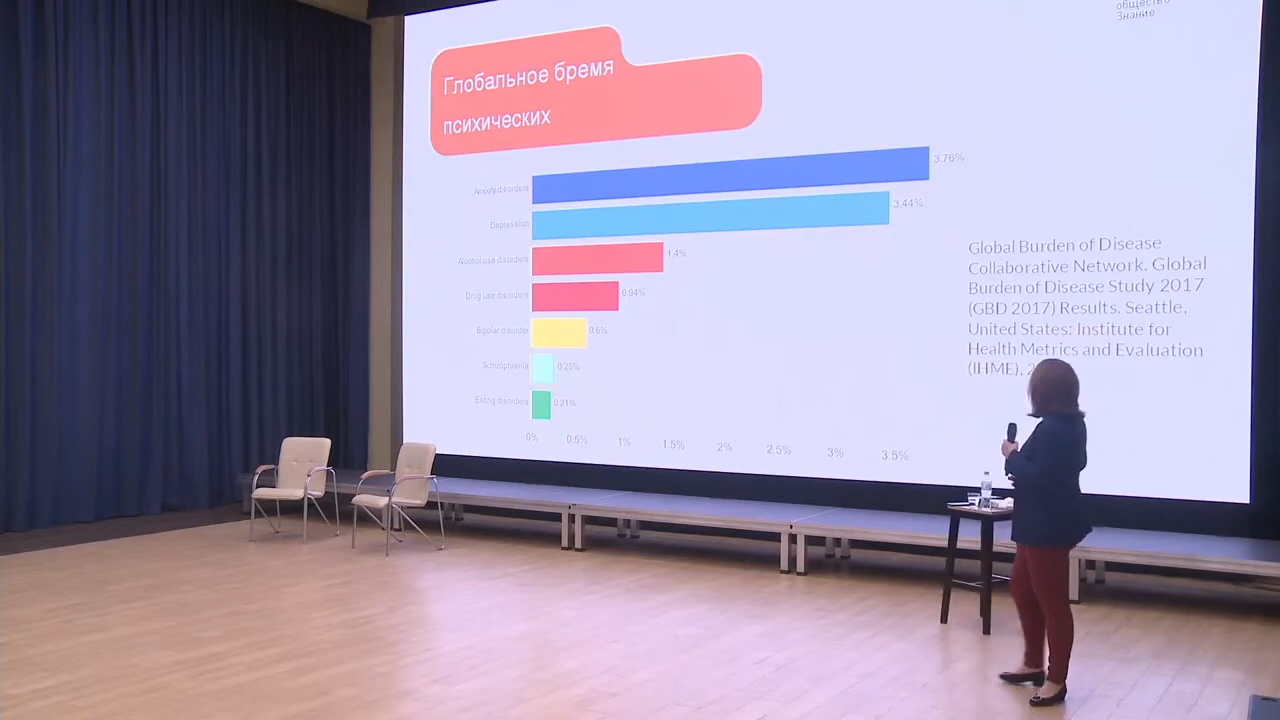 общество
Знание
Глобальное бремя
психических
Anxiety disorders 3.76%
Depression 3.44%
Alcohol use disorders 1.4%
Drug use disorders 0.94%
Bipolar disorder 0.6%
Schizophrenia 0.25%
Eating disorders 0.21%
0% 0.5% 1% 1.5% 2% 2.5% 3% 3.5%
Global Burden of Disease
Collaborative Network. Global
Burden of Disease Study 2017
(GBD 2017) Results. Seattle,
United States: Institute for
Health Metrics and Evaluation
(IHME),